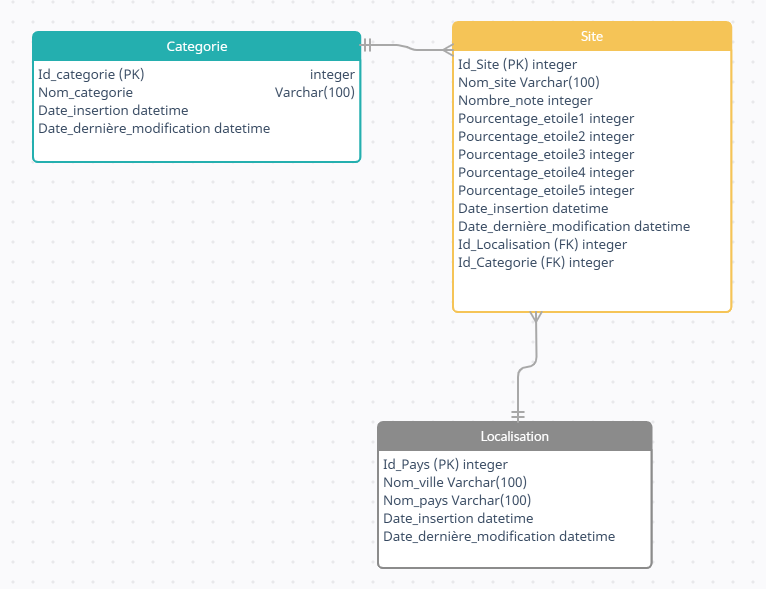 Categorie
Id_categorie (PK) integer
Nom_categorie Varchar(100)
Date_insertion datetime
Date_dernière_modification datetime
Site
Id_Site (PK) integer
Nom_site Varchar(100)
Nombre_note integer
Pourcentage_etoile1 integer
Pourcentage_etoile2 integer
Pourcentage_etoile3 integer
Pourcentage_etoile4 integer
Pourcentage_etoile5 integer
Date_insertion datetime
Date_dernière_modification datetime
Id_Localisation (FK) integer
Id_Categorie (FK) integer
Localisation
Id_Pays (PK) integer
Nom_ville Varchar(100)
Nom_pays Varchar(100)
Date_insertion datetime
Date_dernière_modification datetime